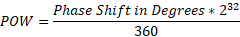 POW = Phase Shift in Degrees * 2^32
360